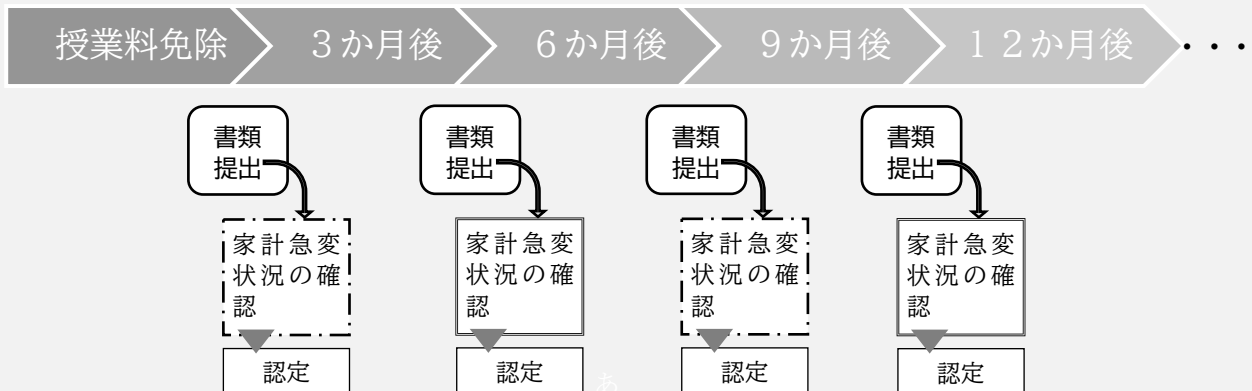 授業料免除 3か月後 6か月後 9か月後 12か月後 ・・・
書類 書類 書類 書類
提出 提出 提出 提出
家計急変 家計急変 家計急変 家計急変
状況の確 状況の確 状況の確 状況の確
認 認 認 認
認定 認定 認定 認定
あ